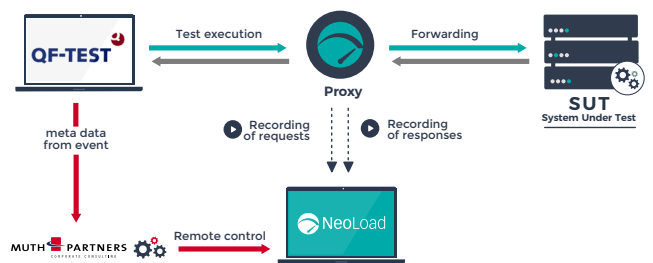 QF-TEST
Test execution
Forwarding
Proxy
SUT
System Under Test
meta data
from event
Recording
of requests
Recording
of responses
MUTH PARTNERS
CORPORATE CONSULTING
Remote control
NeoLoad